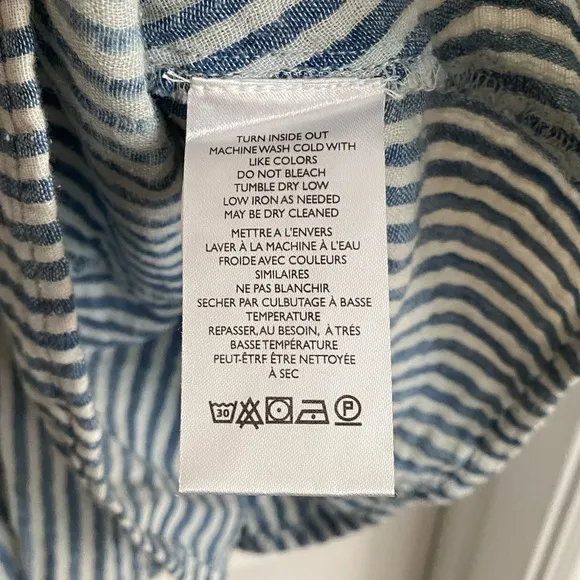 TURN INSIDE OUT
MACHINE WASH COLD WITH
LIKE COLORS
DO NOT BLEACH
TUMBLE DRY LOW
LOW IRON AS NEEDED
MAY BE DRY CLEANED
METTRE A L'ENVERS
LAVER À LA MACHINE À L'EAU
FROIDE AVEC COULEURS
SIMILAIRES
NE PAS BLANCHIR
SECHER PAR CULBUTAGE À BASSE
TEMPERATURE
REPASSER, AU BESOIN, À TRÉS
BASSE TEMPÉRATURE
PEUT-ÊTRF ÊTRE NETTOYÉE
À SEC
30 P